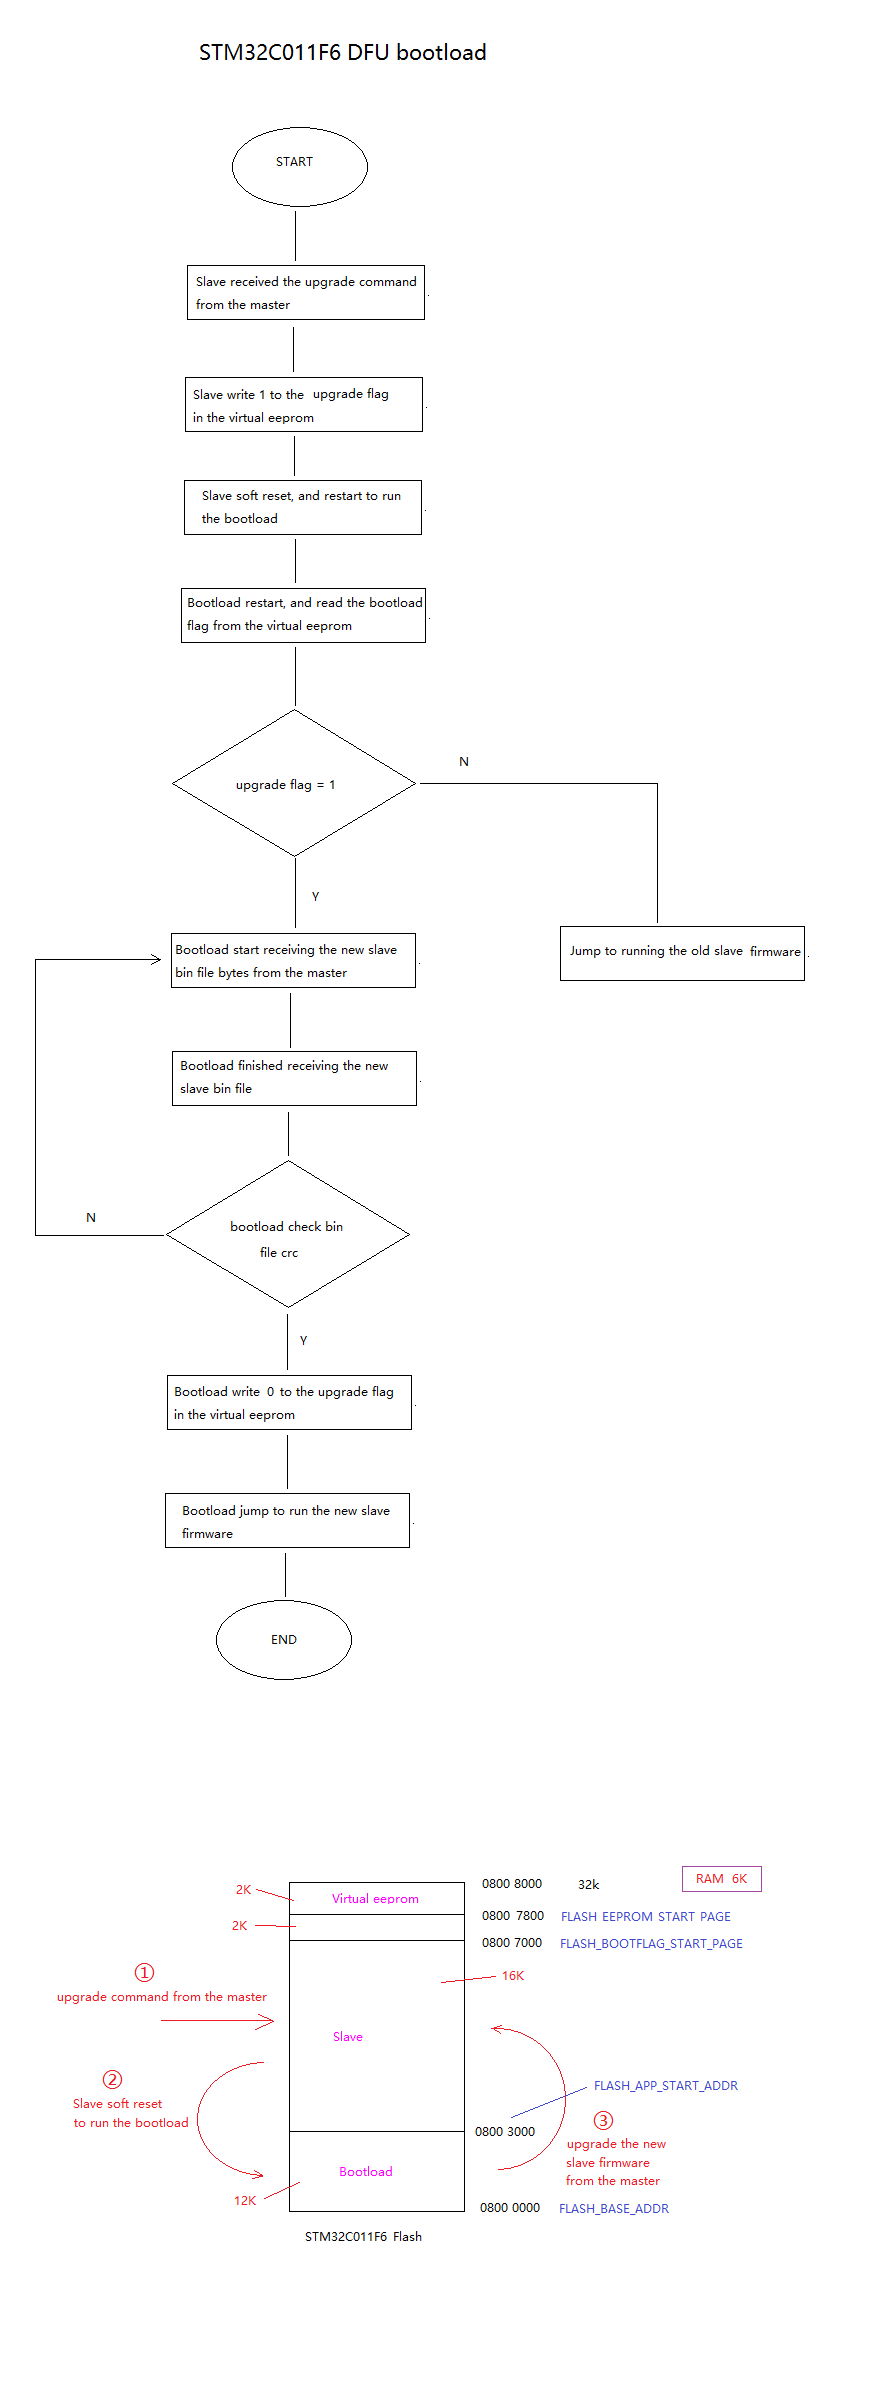 STM32C011F6 DFU bootload
START
Slave received the upgrade command
from the master
Slave write 1 to the upgrade flag
in the virtual eeprom
Slave soft reset, and restart to run
the bootload
Bootload restart, and read the bootload
flag from the virtual eeprom
N
upgrade flag = 1
Y
Bootload start receiving the new slave
bin file bytes from the master
Jump to running the old slave firmware
Bootload finished receiving the new
slave bin file
N
bootload check bin
file crc
Y
Bootload write 0 to the upgrade flag
in the virtual eeprom
Bootload jump to run the new slave
firmware
END
RAM 6K
2K
Virtual eeprom
0800 8000
32k
2K
0800 7800
FLASH EEPROM START PAGE
0800 7000
FLASH_BOOTFLAG_START_PAGE
①
16K
upgrade command from the master
Slave
②
FLASH_APP_START_ADDR
Slave soft reset
to run the bootload
③
0800 3000
upgrade the new
slave firmware
from the master
Bootload
12K
0800 0000
FLASH_BASE_ADDR
STM32C011F6 Flash